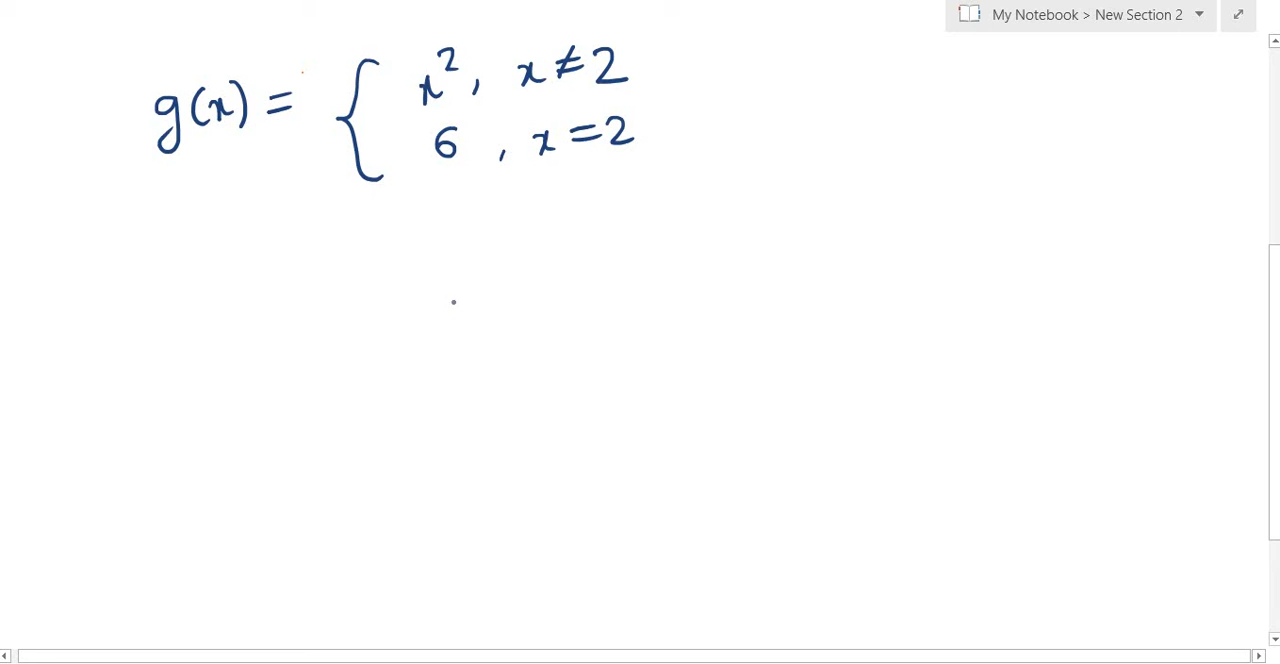 My Notebook > New Section 2
g(x) = { x², x ≠ 2
6, x = 2